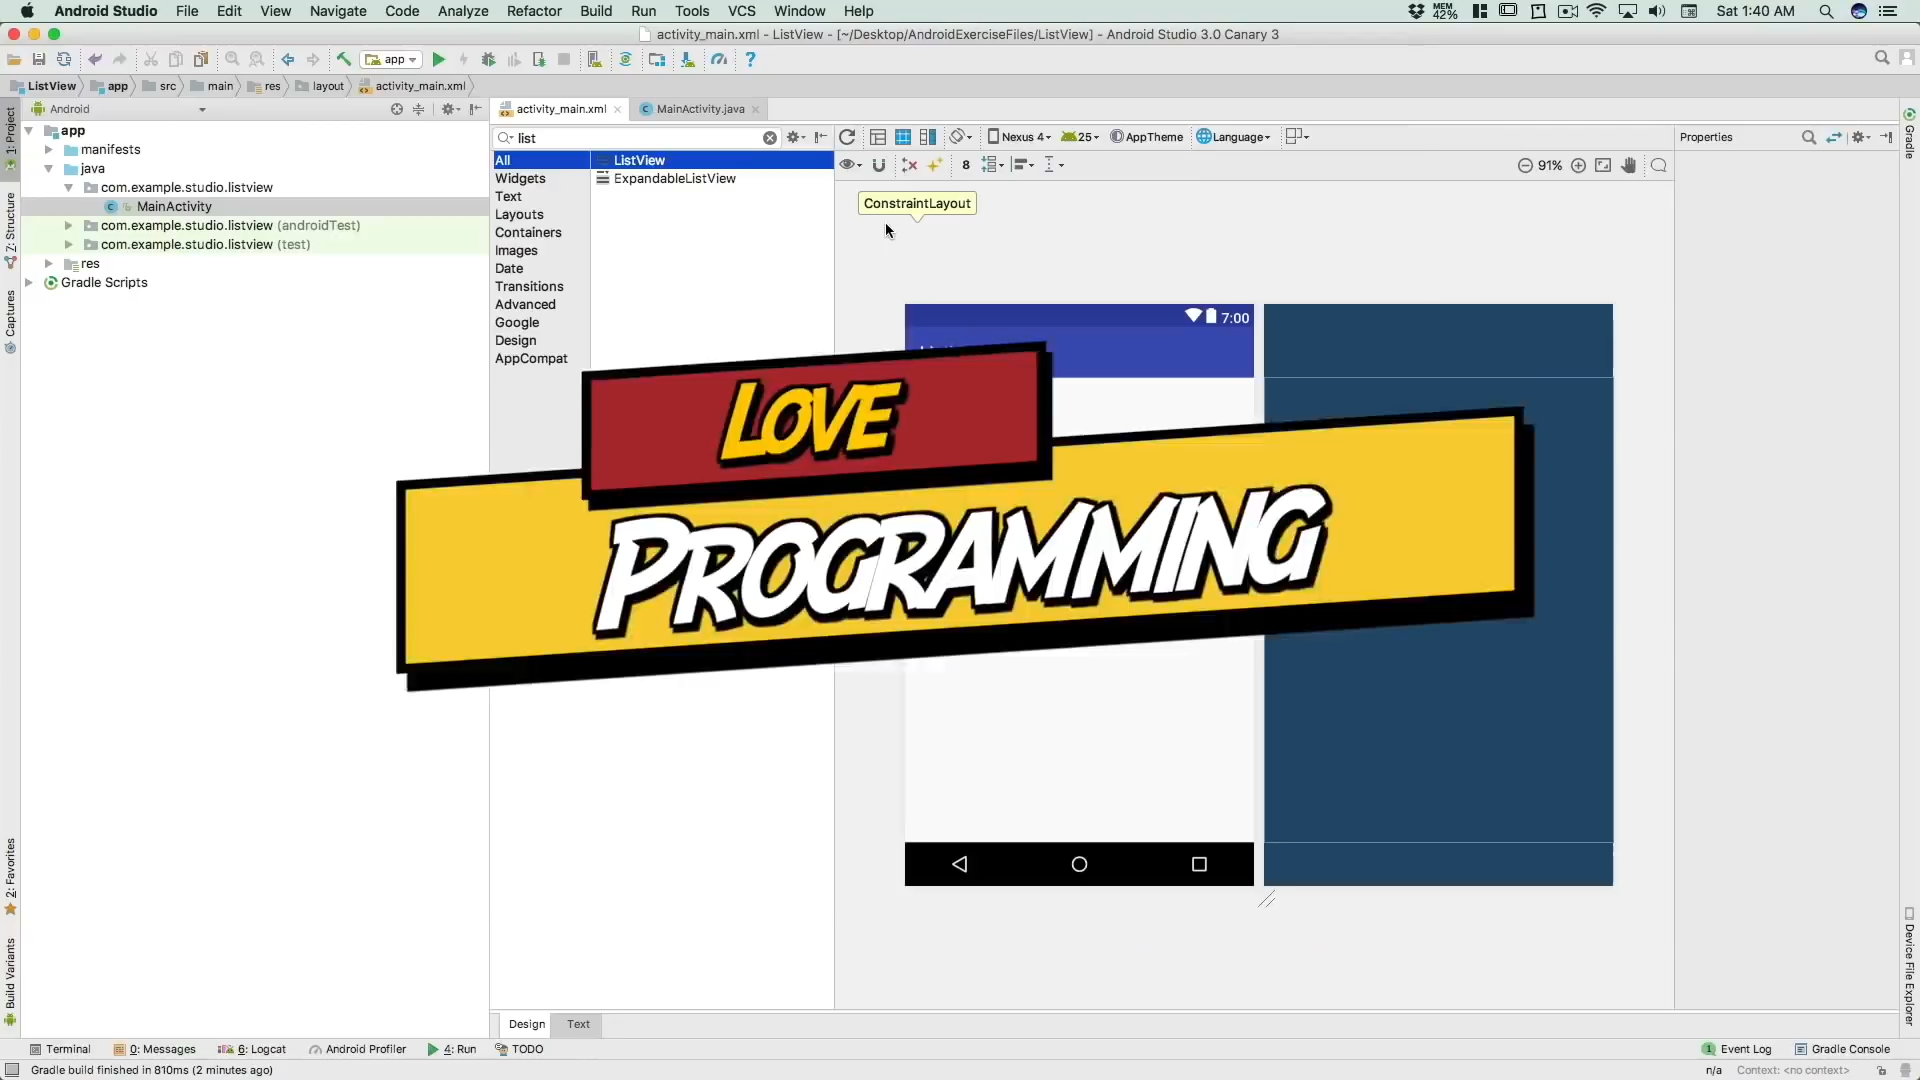 Android Studio File Edit View Navigate Code Analyze Refactor Build Run Tools VCS Window Help MEM 42% Sat 1:40 AM
activity_main.xml - ListView - [~/Desktop/AndroidExerciseFiles/ListView] - Android Studio 3.0 Canary 3
app
ListView app src main res layout activity_main.xml
Android
activity_main.xml MainActivity.java
1: Project
Z: Structure
Captures
2: Favorites
Build Variants
app
manifests
java
com.example.studio.listview
MainActivity
com.example.studio.listview (androidTest)
com.example.studio.listview (test)
res
Gradle Scripts
list
All
Widgets
Text
Layouts
Containers
Images
Date
Transitions
Advanced
Google
Design
AppCompat
ListView
ExpandableListView
Nexus 4 25 AppTheme Language
8 91%
ConstraintLayout
Properties
Gradle
7:00
LOVE
PROGRAMMING
Device File Explorer
Design Text
Terminal 0: Messages 6: Logcat Android Profiler 4: Run TODO 1 Event Log Gradle Console
Gradle build finished in 810ms (2 minutes ago) n/a Context: <no context>